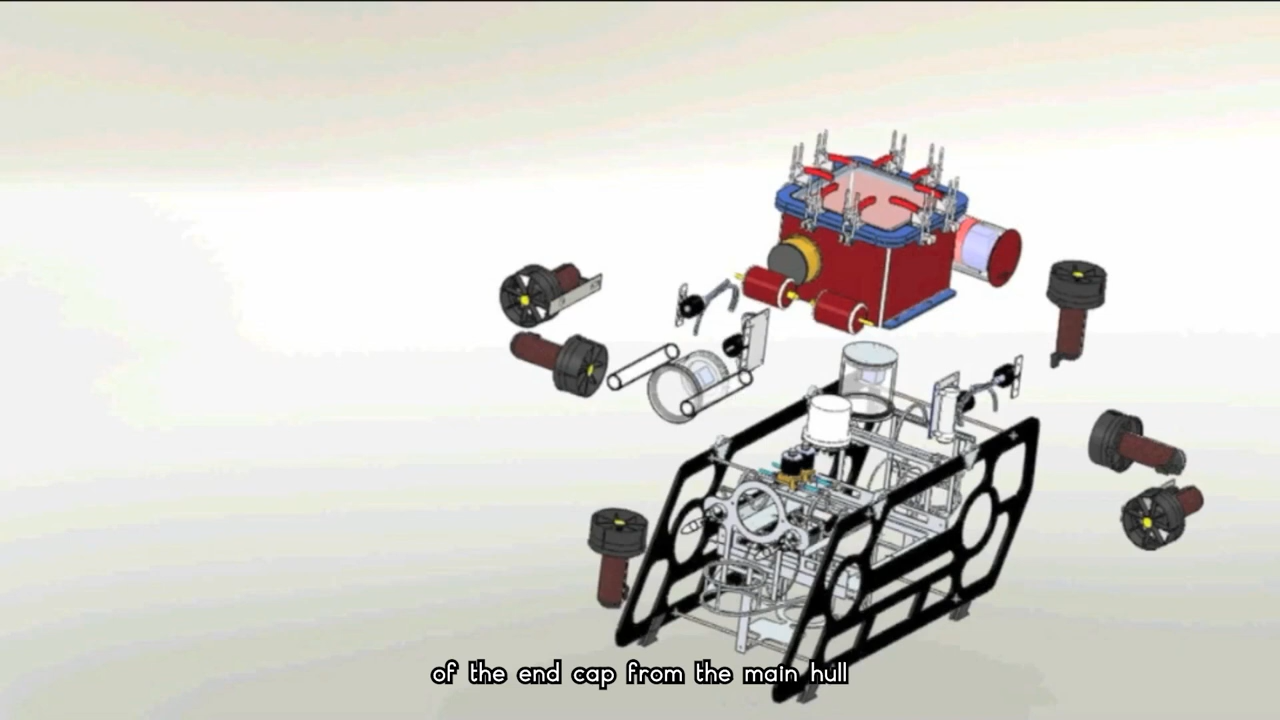 of the end cap from the main hull